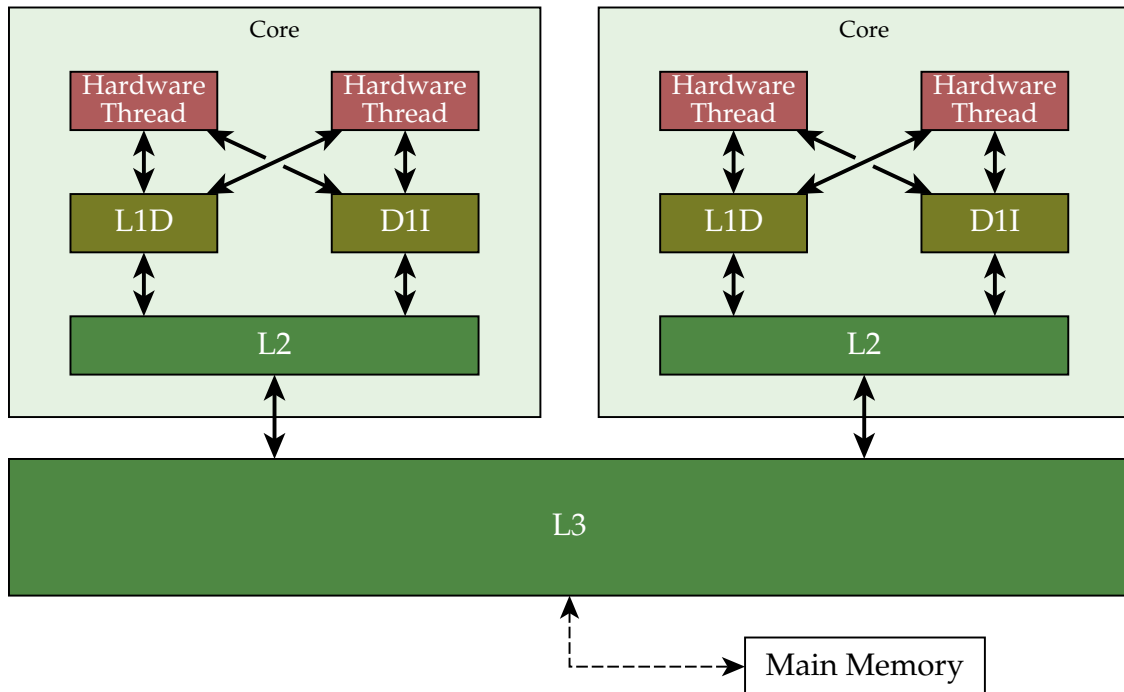 Core
Hardware
Thread
Hardware
Thread
L1D
D1I
L2
Core
Hardware
Thread
Hardware
Thread
L1D
D1I
L2
L3
Main Memory